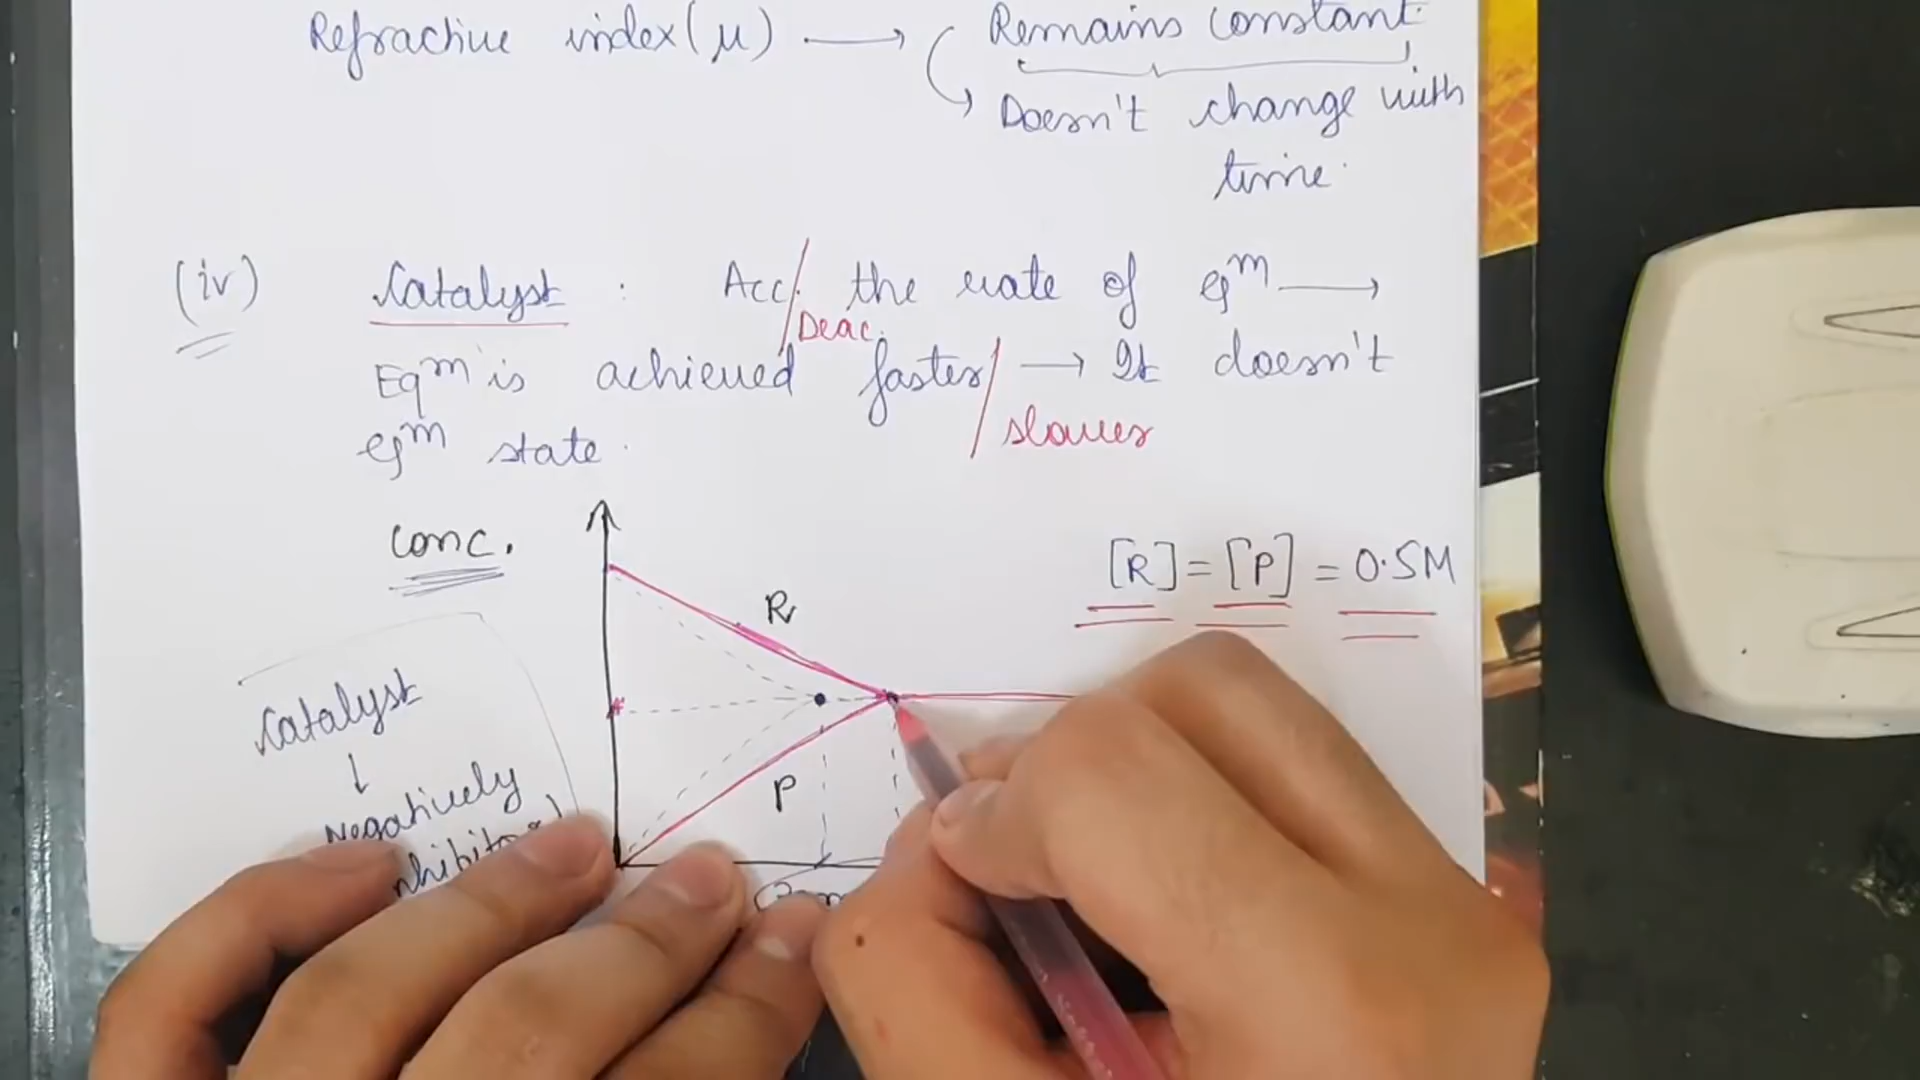 Refractive index (μ) → Remains constant.
Doesn't change with
time.
(iv) Catalyst : Acc. / Deac. the rate of eqm →
Eqm is achieved faster / slower → It doesn't
eqm state.
conc.
[R] = [P] = 0.5M
R
Catalyst
↓
P
Negatively